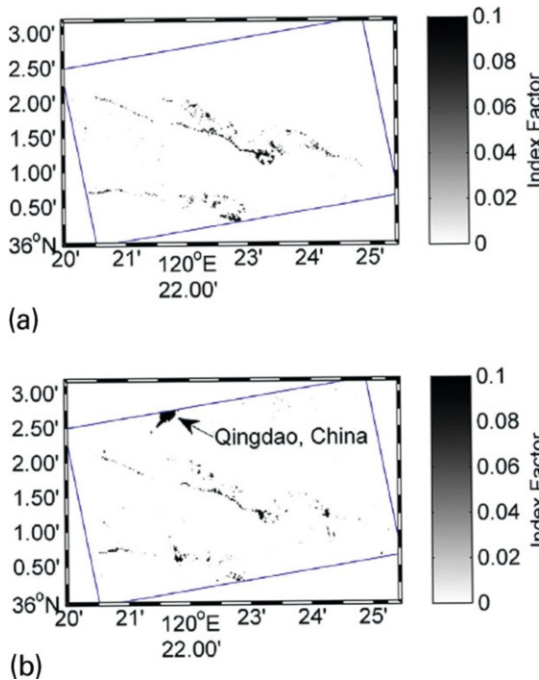 3.00'
2.50'
2.00'
1.50'
1.00'
0.50'
36°N
20' 21' 120°E 23' 24' 25'
22.00'
0.1
0.08
0.06
0.04
0.02
0
Index Factor
(a)
3.00'
2.50'
2.00'
1.50'
1.00'
0.50'
36°N
20' 21' 120°E 23' 24' 25'
22.00'
Qingdao, China
0.1
0.08
0.06
0.04
0.02
0
Index Factor
(b)